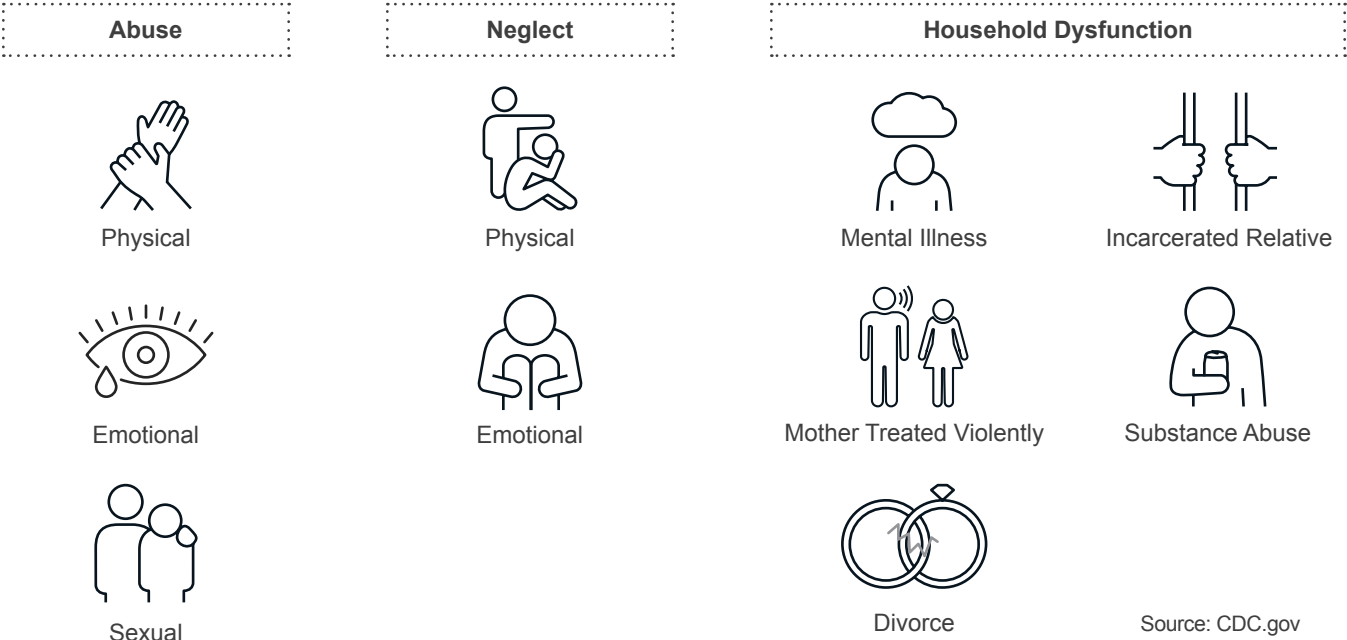 Abuse
Physical
Emotional
Sexual
Neglect
Physical
Emotional
Household Dysfunction
Mental Illness
Incarcerated Relative
Mother Treated Violently
Substance Abuse
Divorce
Source: CDC.gov